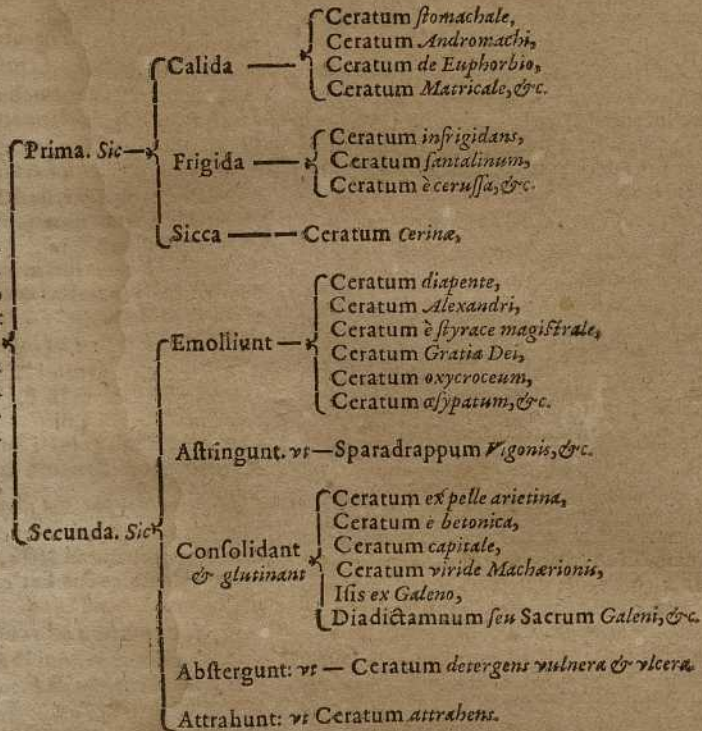 Ceratum ſtomachale,
Ceratum Andromachi,
Calida
Ceratum de Euphorbio,
Ceratum Matricale, &c.
Prima. Sic
Ceratum infrigidans,
Frigida
Ceratum ſantalinum,
Ceratum è ceruſſa, &c.
Sicca — Ceratum Cerinæ,
Ceratum diapente,
Ceratum Alexandri,
Ceratum è ſtyrace magiſtrale,
Emolliunt
Ceratum Gratia Dei,
Ceratum oxycroceum,
Ceratum œſypatum, &c.
Aſtringunt. vt — Sparadrappum Vigonis, &c.
Secunda. Sic
Ceratum ex pelle arietina,
Ceratum è betonica,
Conſolidant
& glutinant
Ceratum capitale,
Ceratum viride Machærionis,
Iſis ex Galeno,
Diadictamnum ſeu Sacrum Galeni, &c.
Abſtergunt: vt — Ceratum detergens vulnera & vlcera
Attrahunt: vt Ceratum attrahens.